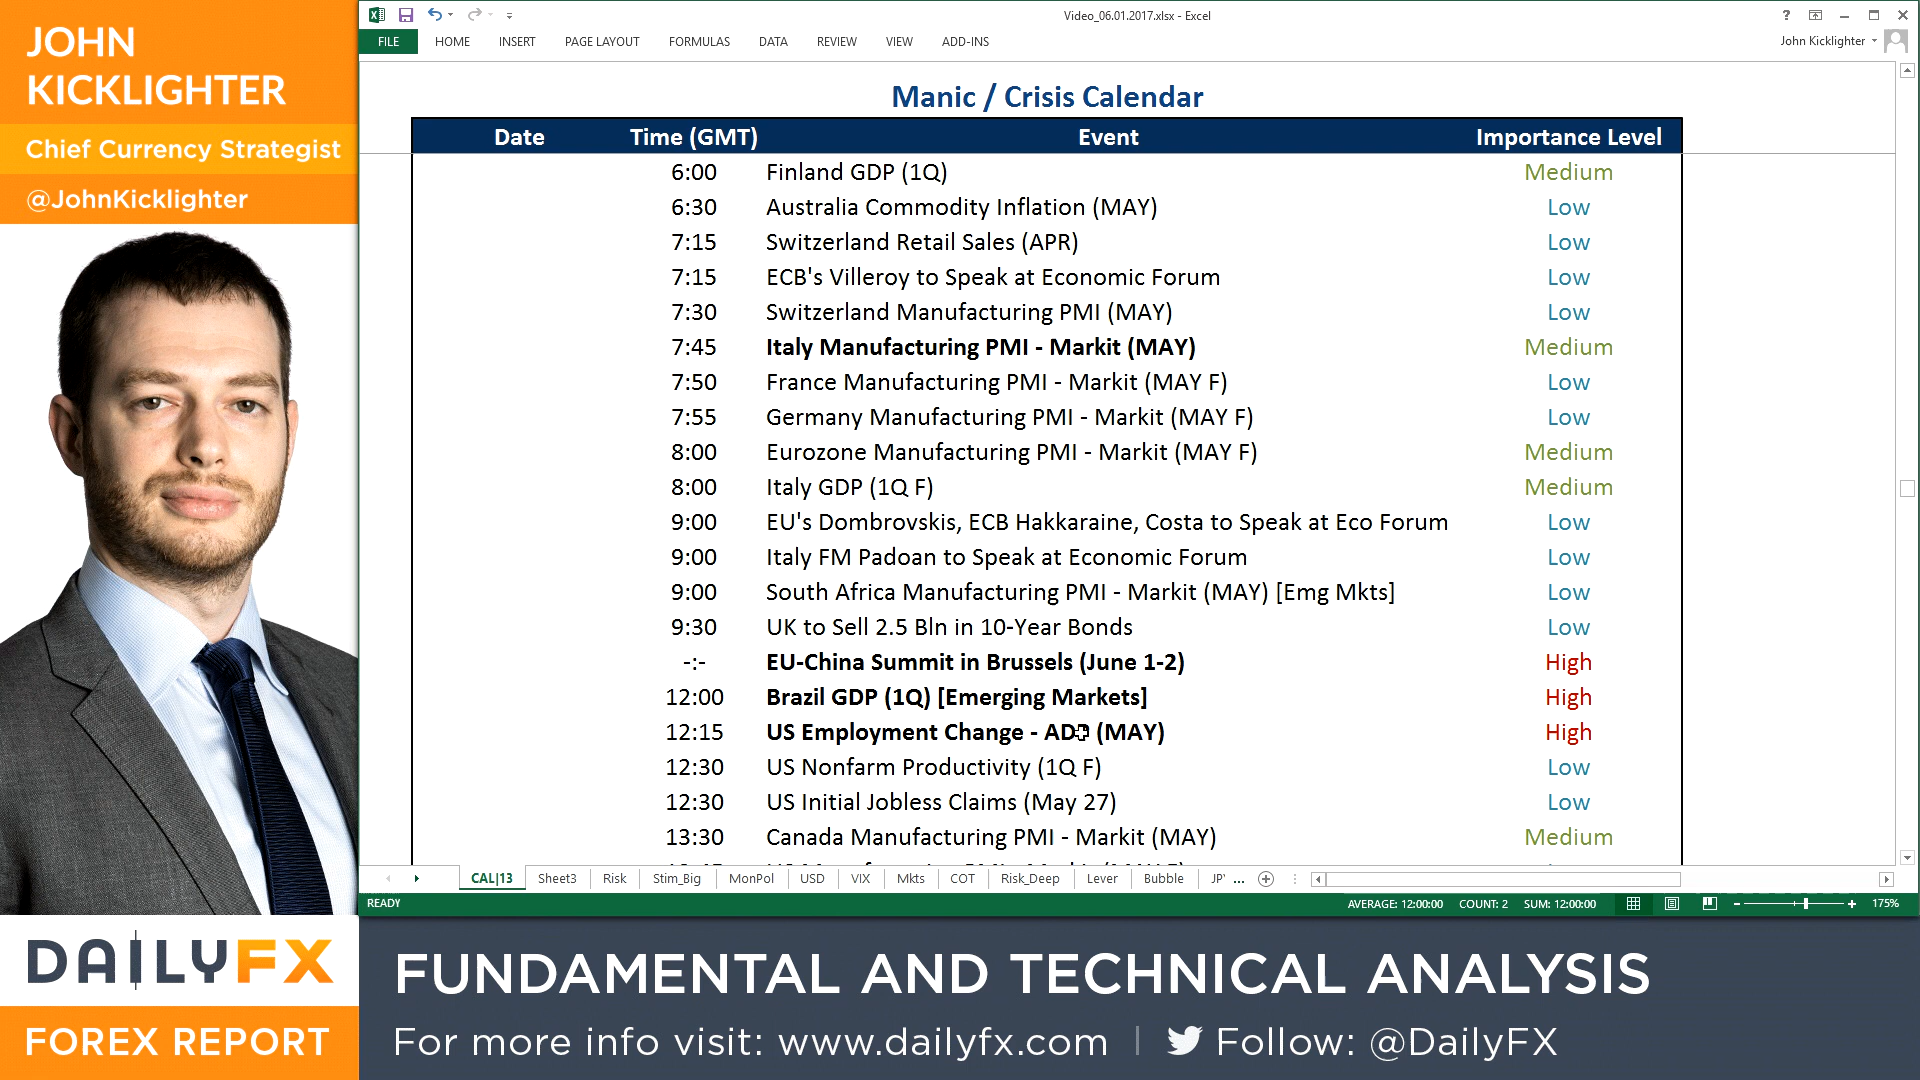 JOHN
KICKLIGHTER
Chief Currency Strategist
@JohnKicklighter
Video_06.01.2017.xlsx - Excel
FILE HOME INSERT PAGE LAYOUT FORMULAS DATA REVIEW VIEW ADD-INS John Kicklighter
Manic / Crisis Calendar
Date Time (GMT) Event Importance Level
6:00 Finland GDP (1Q) Medium
6:30 Australia Commodity Inflation (MAY) Low
7:15 Switzerland Retail Sales (APR) Low
7:15 ECB's Villeroy to Speak at Economic Forum Low
7:30 Switzerland Manufacturing PMI (MAY) Low
7:45 Italy Manufacturing PMI - Markit (MAY) Medium
7:50 France Manufacturing PMI - Markit (MAY F) Low
7:55 Germany Manufacturing PMI - Markit (MAY F) Low
8:00 Eurozone Manufacturing PMI - Markit (MAY F) Medium
8:00 Italy GDP (1Q F) Medium
9:00 EU's Dombrovskis, ECB Hakkaraine, Costa to Speak at Eco Forum Low
9:00 Italy FM Padoan to Speak at Economic Forum Low
9:00 South Africa Manufacturing PMI - Markit (MAY) [Emg Mkts] Low
9:30 UK to Sell 2.5 Bln in 10-Year Bonds Low
-:- EU-China Summit in Brussels (June 1-2) High
12:00 Brazil GDP (1Q) [Emerging Markets] High
12:15 US Employment Change - ADP (MAY) High
12:30 US Nonfarm Productivity (1Q F) Low
12:30 US Initial Jobless Claims (May 27) Low
13:30 Canada Manufacturing PMI - Markit (MAY) Medium
CAL|13 Sheet3 Risk Stim_Big MonPol USD VIX Mkts COT Risk_Deep Lever Bubble JP' ...
READY AVERAGE: 12:00:00 COUNT: 2 SUM: 12:00:00 175%
DAILYFX
FOREX REPORT
FUNDAMENTAL AND TECHNICAL ANALYSIS
For more info visit: www.dailyfx.com | Follow: @DailyFX